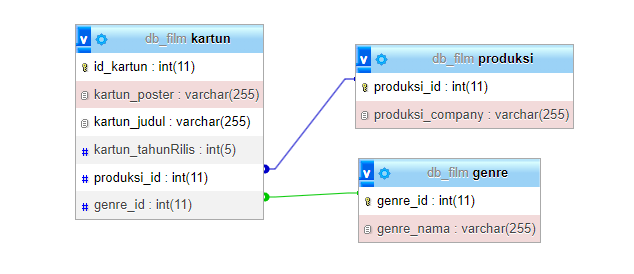 v db_film kartun
id_kartun : int(11)
kartun_poster : varchar(255)
kartun_judul : varchar(255)
# kartun_tahunRilis : int(5)
# produksi_id : int(11)
# genre_id : int(11)
v db_film produksi
produksi_id : int(11)
produksi_company : varchar(255)
v db_film genre
genre_id : int(11)
genre_nama : varchar(255)